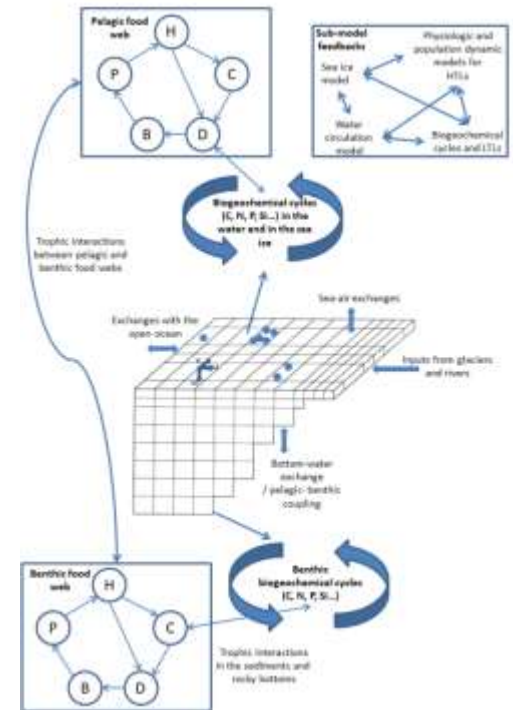 Pelagic food
web
H
P
C
B
D
Sub-model
feedbacks
Physiologic and
population dynamic
models for
HTLs
Sea ice
model
Water
circulation
model
Biogeochemical
cycles and LTLs
Biogeochemical cycles
(C, N, P, Si...) in the
water and in the sea
ice
Trophic interactions
between pelagic and
benthic food webs
Sea-air exchanges
Exchanges with the
open ocean
Inputs from glaciers
and rivers
Bottom-water
exchange
/ pelagic-benthic
coupling
Benthic food
web
H
P
C
B
D
Benthic
biogeochemical cycles
(C, N, P, Si...)
Trophic interactions
in the sediments and
rocky bottoms